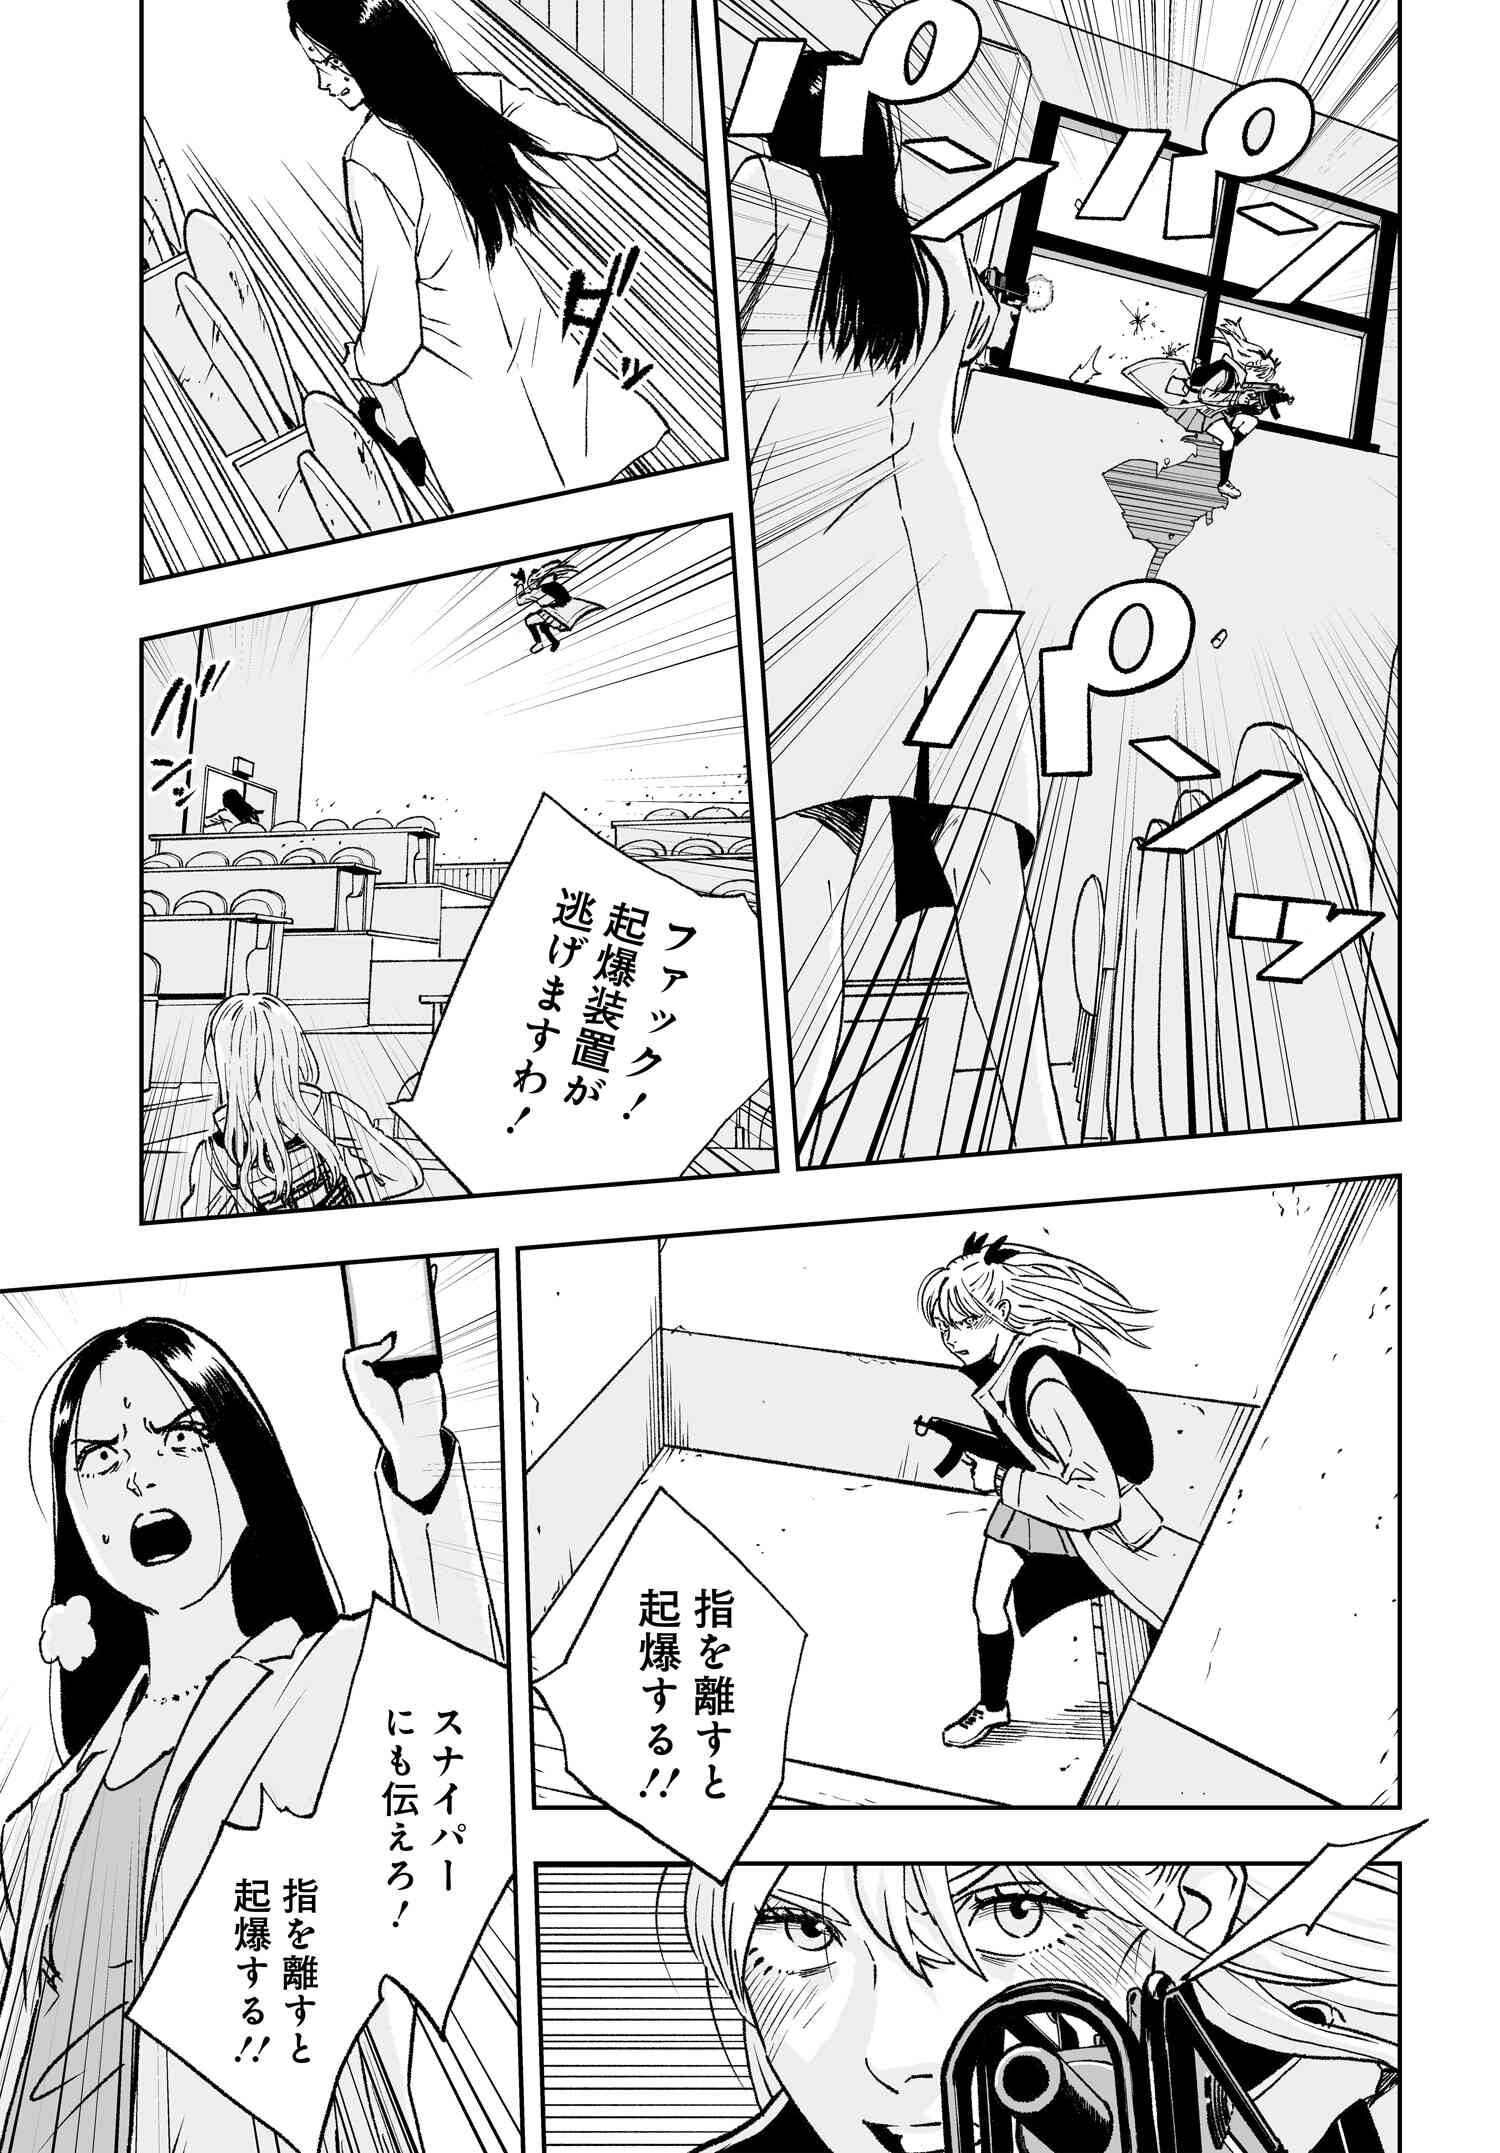 パンパン
パパンッ
ダッ
バンッ
ファック！
起爆装置が
逃げますわ！
指を離すと
起爆する!!
スナイパー
にも伝えろ！
指を離すと
起爆する!!